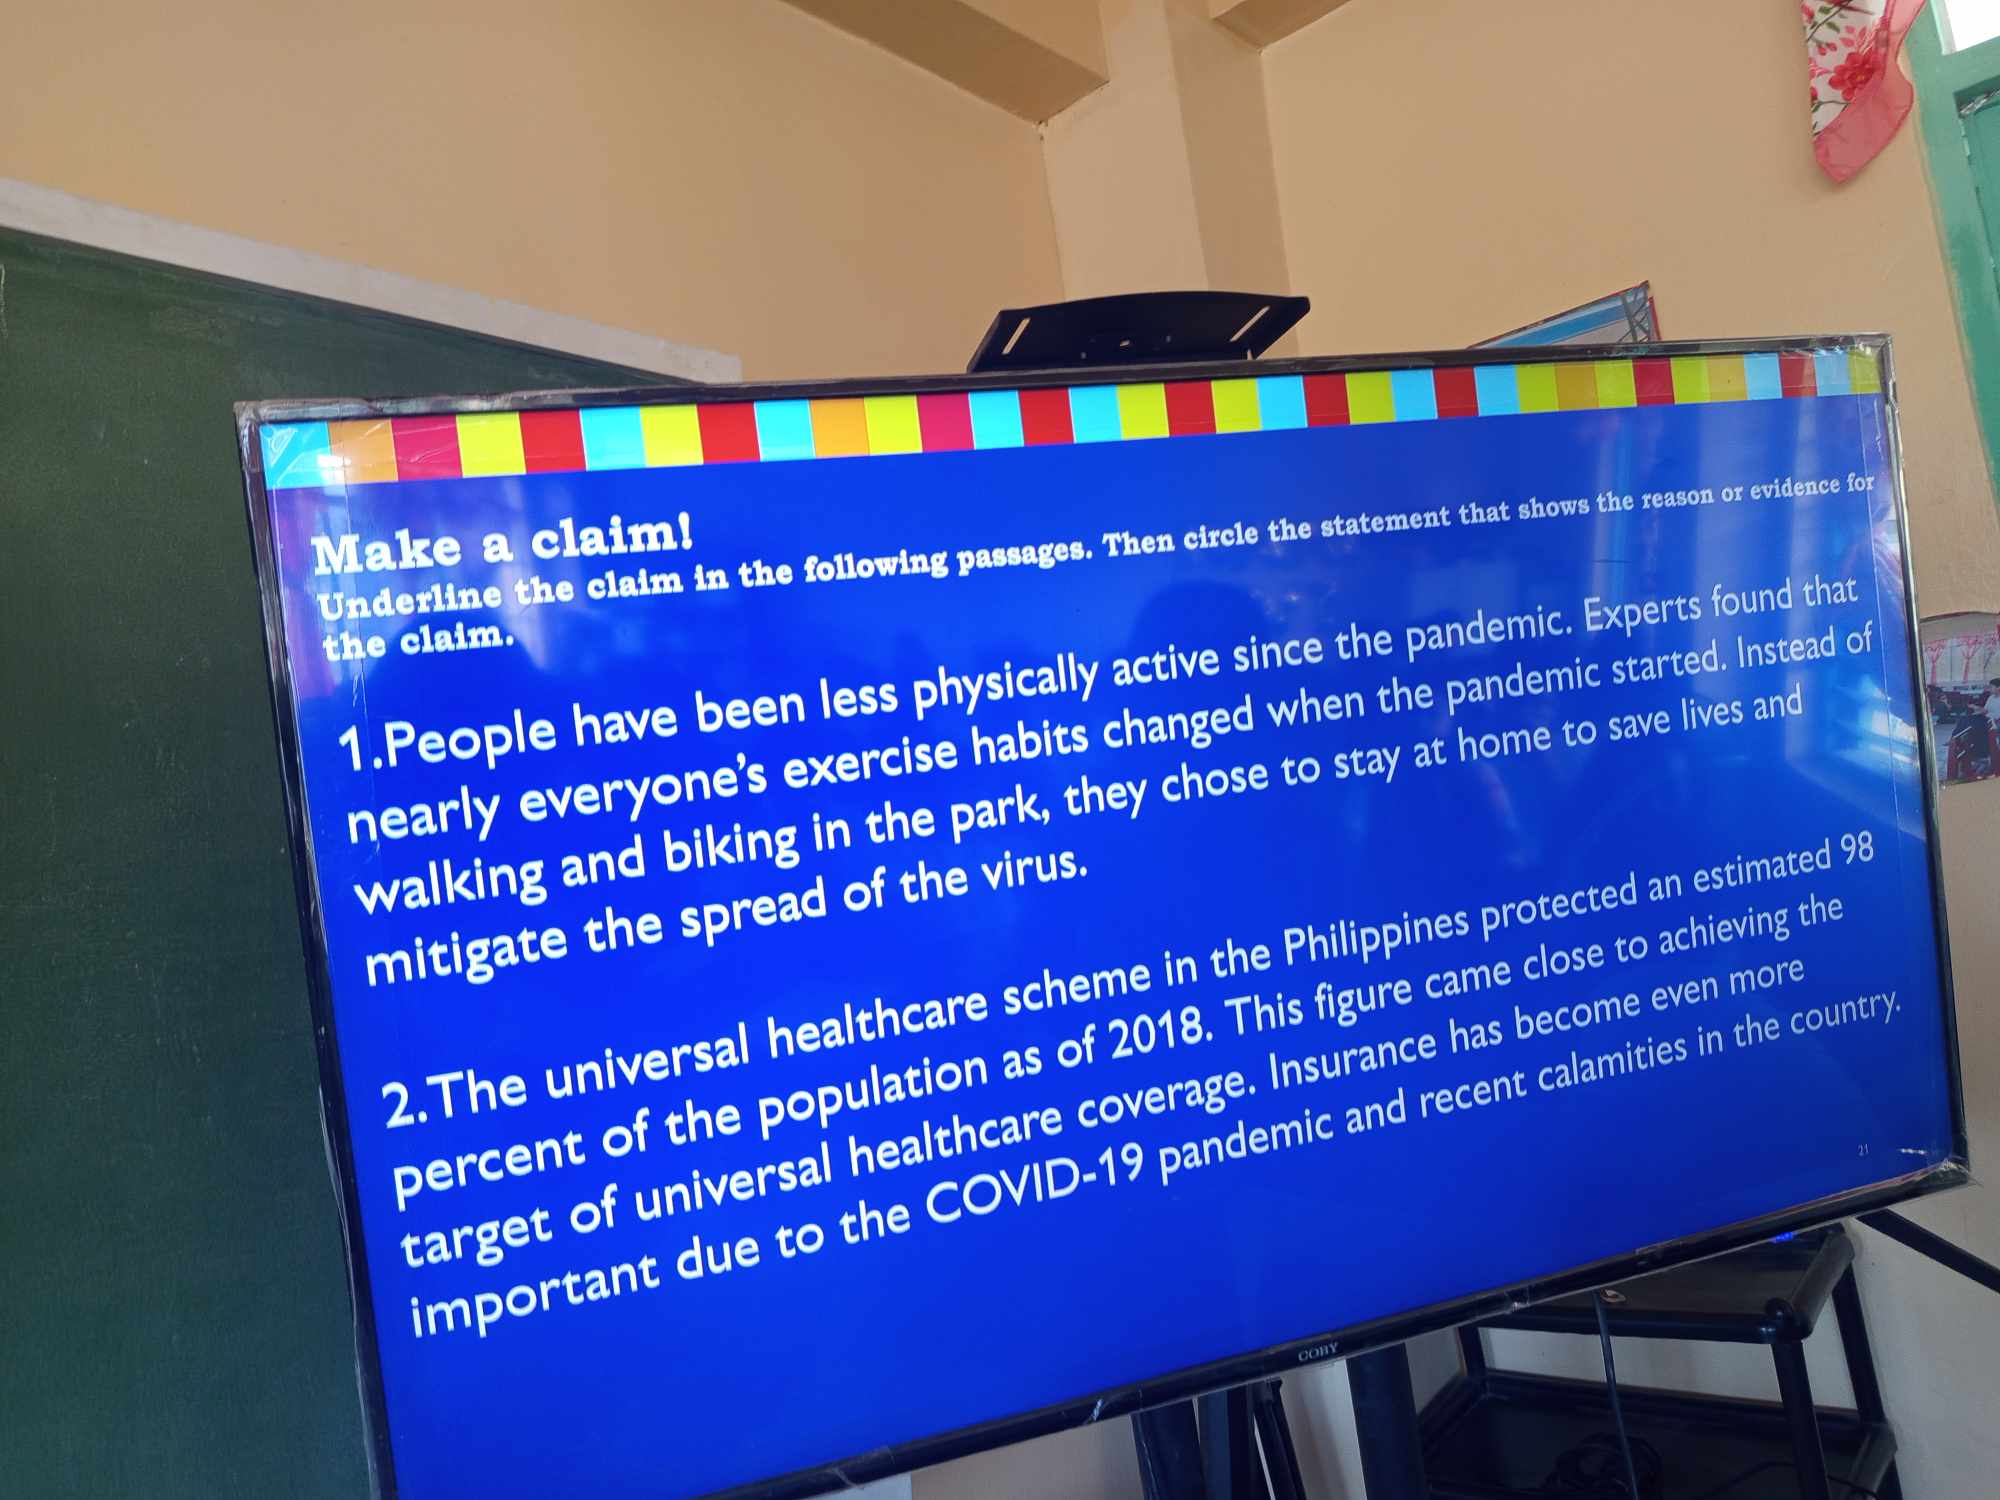 Make a claim!
Underline the claim in the following passages. Then circle the statement that shows the reason or evidence for
the claim.
1.People have been less physically active since the pandemic. Experts found that
nearly everyone's exercise habits changed when the pandemic started. Instead of
walking and biking in the park, they chose to stay at home to save lives and
mitigate the spread of the virus.
2.The universal healthcare scheme in the Philippines protected an estimated 98
percent of the population as of 2018. This figure came close to achieving the
target of universal healthcare coverage. Insurance has become even more
important due to the COVID-19 pandemic and recent calamities in the country.
21
COBY